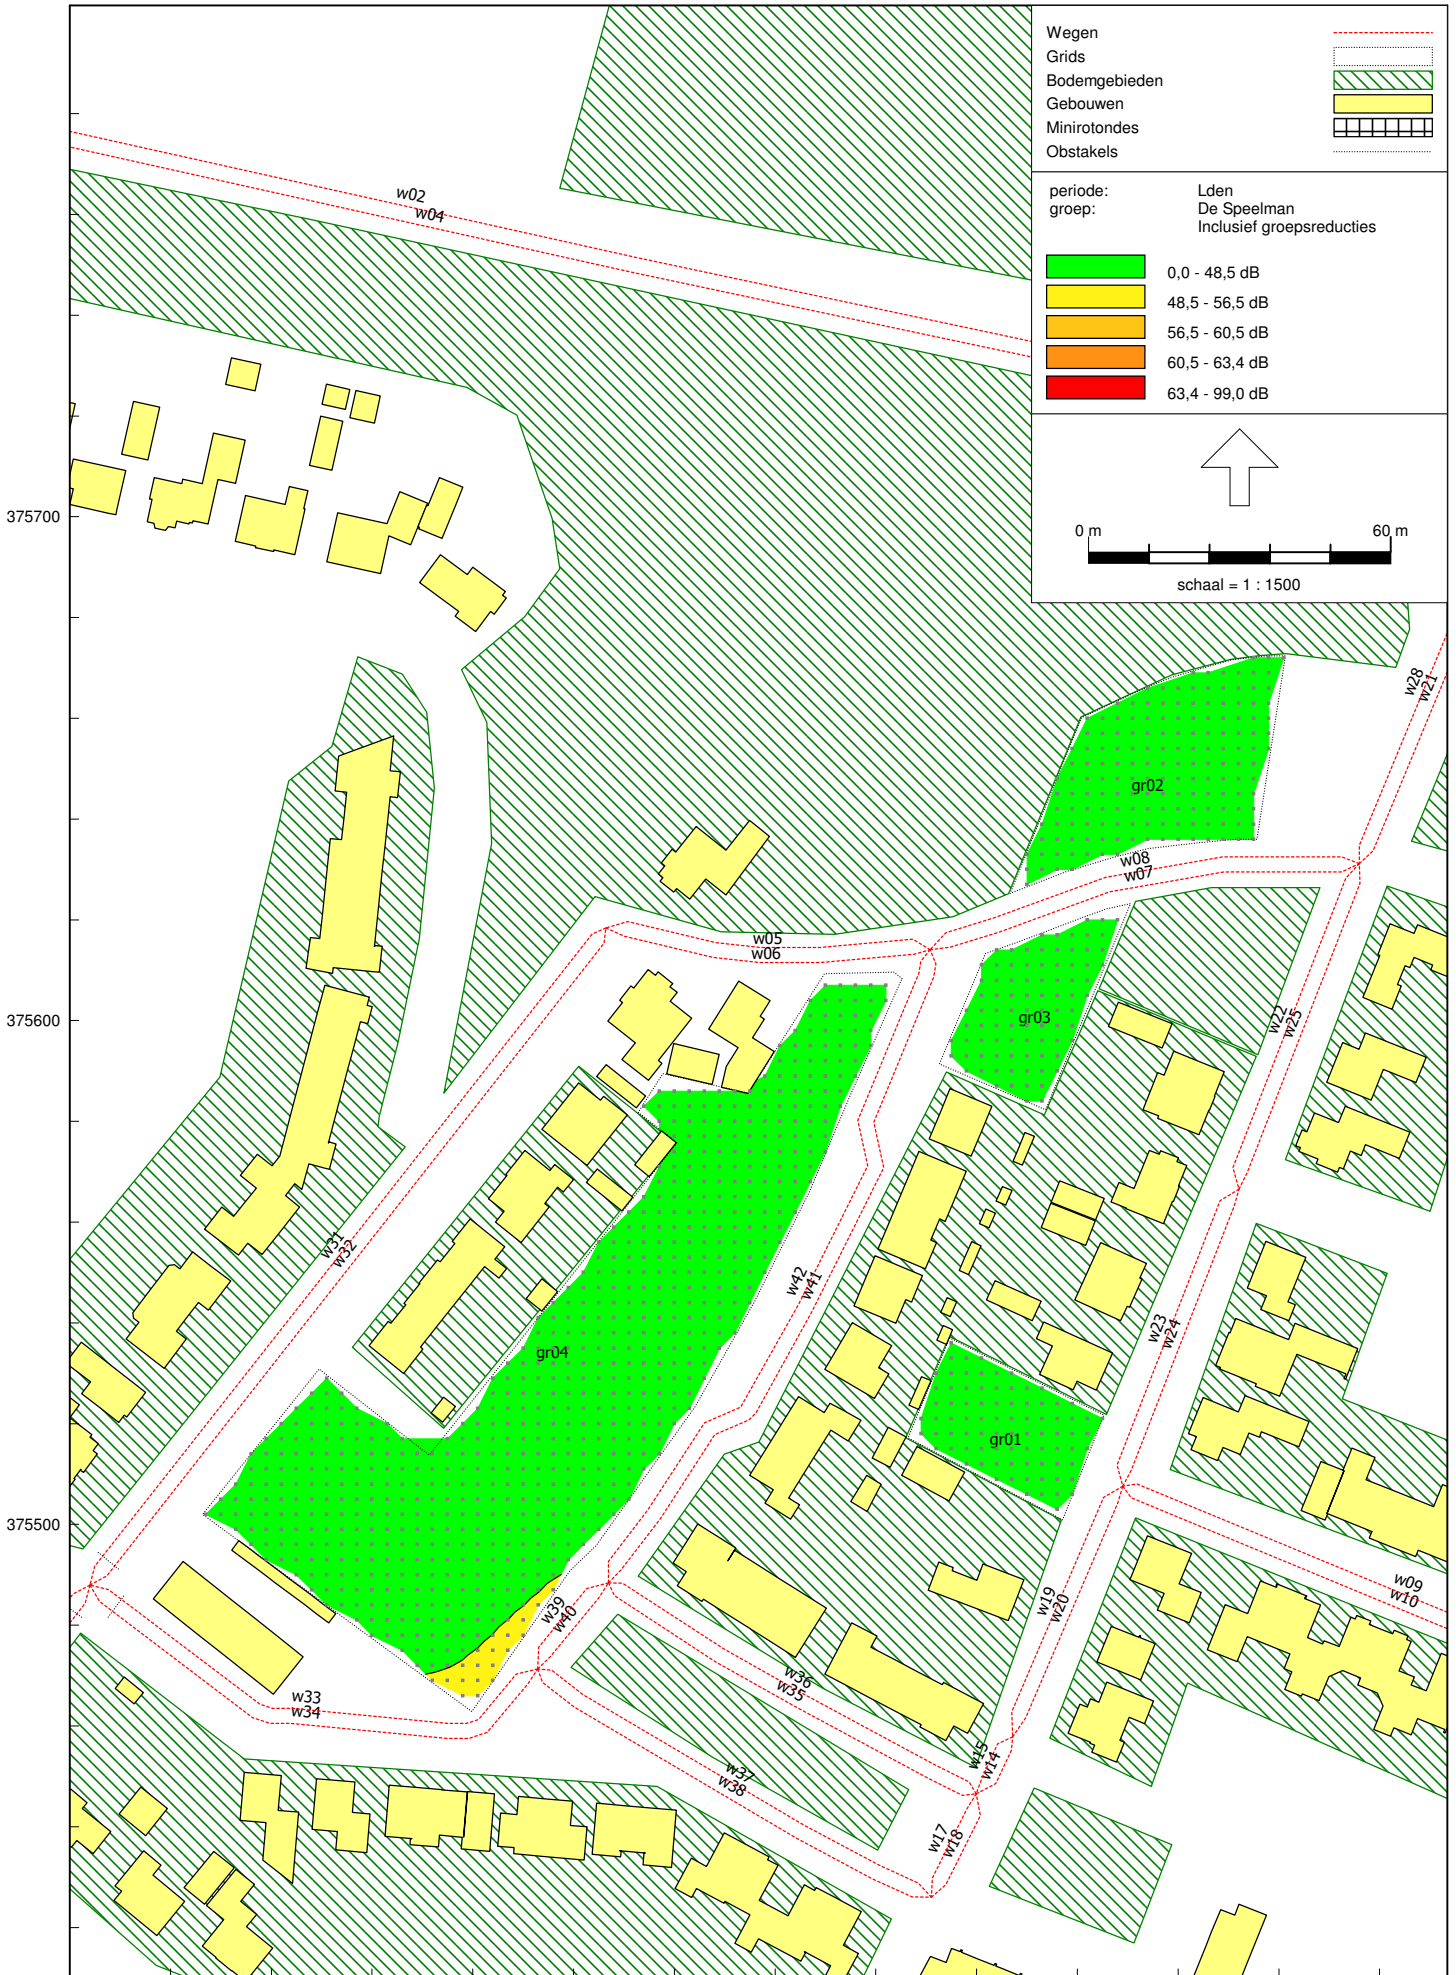 Wegen
Grids
Bodemgebieden
Gebouwen
Minirotondes
Obstakels
periode: Lden
groep: De Speelman
Inclusief groepsreducties
0,0 - 48,5 dB
48,5 - 56,5 dB
56,5 - 60,5 dB
60,5 - 63,4 dB
63,4 - 99,0 dB
0 m 60 m
schaal = 1 : 1500
w02
w04
375700
w28
w21
gr02
w08
w07
w05
w06
375600
gr03
w22
w25
w31
w32
w42
w41
w23
w24
gr04
gr01
375500
w09
w10
w39
w40
w19
w20
w36
w35
w33
w34
w15
w14
w37
w38
w17
w18